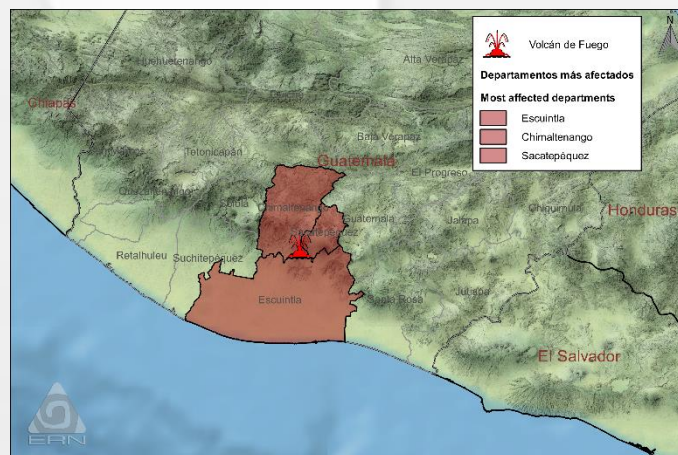 N
Volcán de Fuego
Departamentos más afectados
Most affected departments
Escuintla
Chimaltenango
Sacatepéquez
Huehuetenango
Alta Verapaz
Chiapas
Baja Verapaz
Totonicapán
Guatemala
El Progreso
Sololá
Chimaltenango
Guatemala
Chiquimula
Honduras
Sacatepéquez
Jalapa
Retalhuleu
Suchitepéquez
Escuintla
Santa Rosa
Jutiapa
El Salvador
ERN